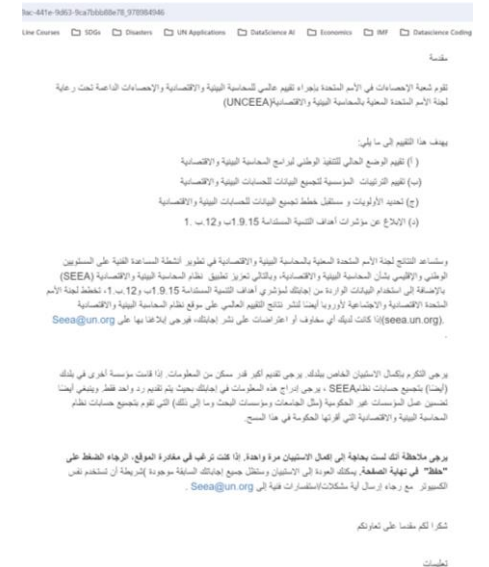 9ac-441e-9d63-9ca7bbb88e78_978984946
Line Courses SDGs Disasters UN Applications DataScience AI Economics IMF Datascience Coding
مقدمة
تقوم شعبة الإحصاءات في الأمم المتحدة بإجراء تقييم عالمي للمحاسبة البيئية والاقتصادية والإحصاءات الداعمة تحت رعاية
لجنة الأمم المتحدة المعنية بالمحاسبة البيئية والاقتصادية(UNCEEA)
يهدف هذا التقييم إلى ما يلي:
( أ) تقييم الوضع الحالي للتنفيذ الوطني لبرامج المحاسبة البيئية والاقتصادية
(ب) تقييم الترتيبات المؤسسية لتجميع البيانات للحسابات البيئية والاقتصادية
(ج) تحديد الأولويات و مستقبل خطط تجميع البيانات للحسابات البيئية والاقتصادية
(د) الإبلاغ عن مؤشرات أهداف التنمية المستدامة 1.9.15ب و12.ب .1
وستساعد النتائج لجنة الأمم المتحدة المعنية بالمحاسبة البيئية والاقتصادية في تطوير أنشطة المساعدة الفنية على المستويين
الوطني والإقليمي بشأن المحاسبة البيئية والاقتصادية، وبالتالي تعزيز تطبيق نظام المحاسبة البيئية والاقتصادية (SEEA)
بالإضافة إلى استخدام البيانات الواردة من إجابتك لمؤشري أهداف التنمية المستدامة 1.9.15ب و12.ب.1، تخطط لجنة الأمم
المتحدة الاقتصادية والاجتماعية لأوروبا أيضًا لنشر نتائج التقييم العالمي على موقع نظام المحاسبة البيئية والاقتصادية
.(seea.un.org)إذا كانت لديك أي مخاوف أو اعتراضات على نشر إجابتك، فيرجى إبلاغنا بها على Seea@un.org
.
يرجى التكرم بإكمال الاستبيان الخاص ببلدك. يرجى تقديم أكبر قدر ممكن من المعلومات. إذا قامت مؤسسة أخرى في بلدك
(أيضًا) بتجميع حسابات نظامSEEA ، يرجى إدراج هذه المعلومات في إجابتك بحيث يتم تقديم رد واحد فقط. وينبغي أيضًا
تضمين عمل المؤسسات غير الحكومية (مثل الجامعات ومؤسسات البحث وما إلى ذلك) التي تقوم بتجميع حسابات نظام
المحاسبة البيئية والاقتصادية التي أقرتها الحكومة في هذا المسح.
يرجى ملاحظة أنك لست بحاجة إلى إكمال الاستبيان مرة واحدة. إذا كنت ترغب في مغادرة الموقع، الرجاء الضغط على
"حفظ" في نهاية الصفحة. يمكنك العودة إلى الاستبيان وستظل جميع إجاباتك السابقة موجودة )شريطة أن تستخدم نفس
الكمبيوتر مع رجاء إرسال أية مشكلات/استفسارات فنية إلى Seea@un.org .
شكرا لكم مقدما على تعاونكم
تعليمات